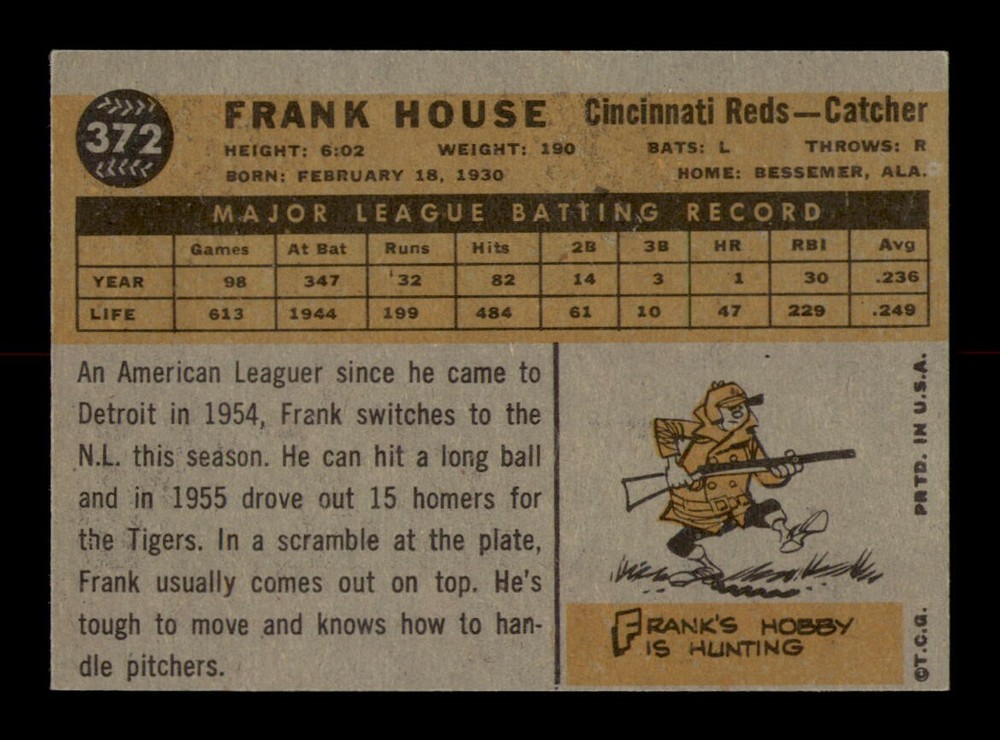 372
FRANK HOUSE Cincinnati Reds—Catcher
HEIGHT: 6:02 WEIGHT: 190 BATS: L THROWS: R
BORN: FEBRUARY 18, 1930 HOME: BESSEMER, ALA.
MAJOR LEAGUE BATTING RECORD
Games At Bat Runs Hits 2B 3B HR RBI Avg
YEAR 98 347 32 82 14 3 1 30 .236
LIFE 613 1944 199 484 61 10 47 229 .249
An American Leaguer since he came to
Detroit in 1954, Frank switches to the
N.L. this season. He can hit a long ball
and in 1955 drove out 15 homers for
the Tigers. In a scramble at the plate,
Frank usually comes out on top. He's
tough to move and knows how to han-
dle pitchers.
FRANK'S HOBBY
IS HUNTING
©T.C.G. PRTD. IN U.S.A.